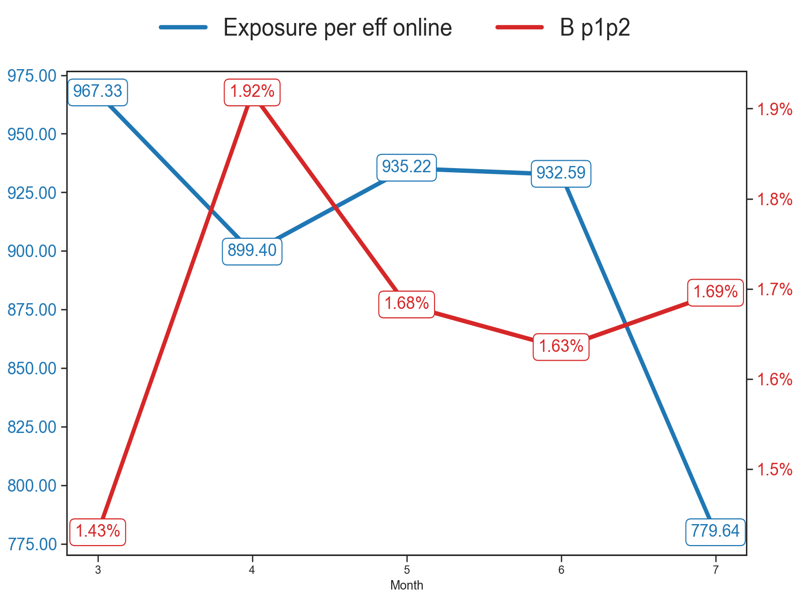 Exposure per eff online B p1p2
975.00
967.33 1.92% 1.9%
950.00
935.22 932.59
925.00 1.8%
900.00 899.40
875.00 1.68% 1.69% 1.7%
850.00 1.63%
825.00 1.6%
800.00 1.5%
775.00 1.43% 779.64
3 4 5 6 7
Month